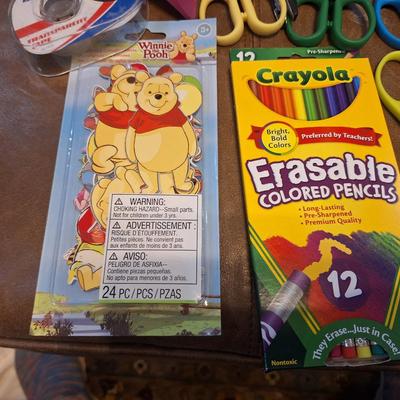 TRANSPARENT
TAPE
Winnie
the
Pooh
WARNING:
CHOKING HAZARD--Small parts.
Not for children under 3 yrs.
AVERTISSEMENT :
RISQUE D'ÉTOUFFEMENT.
Petites pièces. Ne convient pas
aux enfants de moins de 3 ans.
AVISO:
PELIGRO DE ASFIXIA--
Contiene piezas pequeñas.
No apto para menores de 3 años.
24 PC/PCS/PZAS
12
Pre-Sharpened
Crayola
Bright,
Bold
Colors
Preferred by Teachers!
Erasable
COLORED PENCILS
• Long-Lasting
• Pre-Sharpened
• Premium Quality
12
They Erase...Just in Case!
Nontoxic